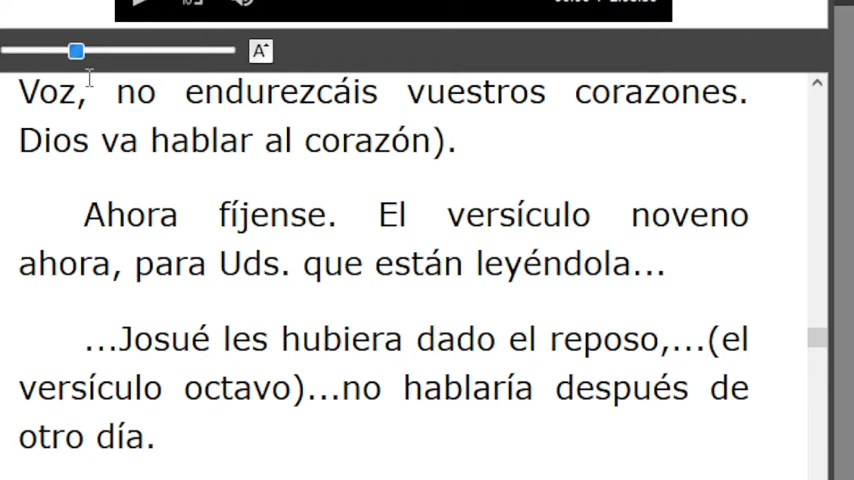 A
Voz, no endurezcáis vuestros corazones.
Dios va hablar al corazón).
Ahora fíjense. El versículo noveno
ahora, para Uds. que están leyéndola...
...Josué les hubiera dado el reposo,...(el
versículo octavo)...no hablaría después de
otro día.